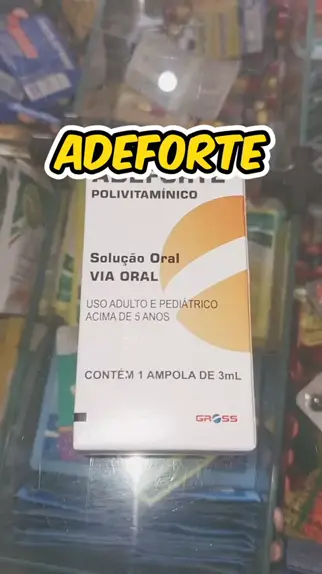 ADEFORTE
ADEFORTE
POLIVITAMÍNICO
Solução Oral
VIA ORAL
USO ADULTO E PEDIÁTRICO
ACIMA DE 5 ANOS
CONTÉM 1 AMPOLA DE 3mL
GROSS